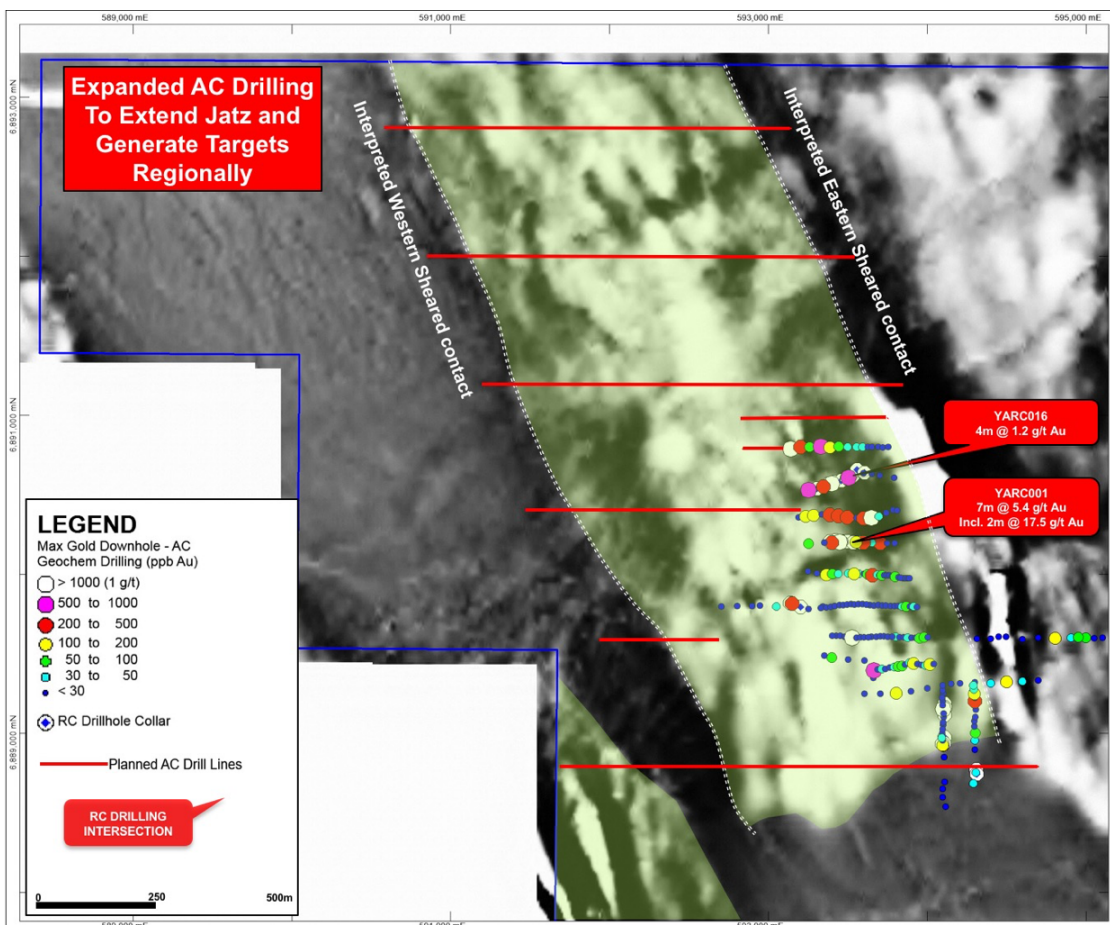 589,000 mE
591,000 mE
593,000 mE
595,000 mE
6,893,000 mN
6,891,000 mN
6,889,000 mN
Expanded AC Drilling
To Extend Jatz and
Generate Targets
Regionally
Interpreted Western Sheared contact
Interpreted Eastern Sheared contact
YARC016
4m @ 1.2 g/t Au
YARC001
7m @ 5.4 g/t Au
Incl. 2m @ 17.5 g/t Au
LEGEND
Max Gold Downhole - AC
Geochem Drilling (ppb Au)
> 1000 (1 g/t)
500 to 1000
200 to 500
100 to 200
50 to 100
30 to 50
< 30
RC Drillhole Collar
Planned AC Drill Lines
RC DRILLING
INTERSECTION
0 250 500m